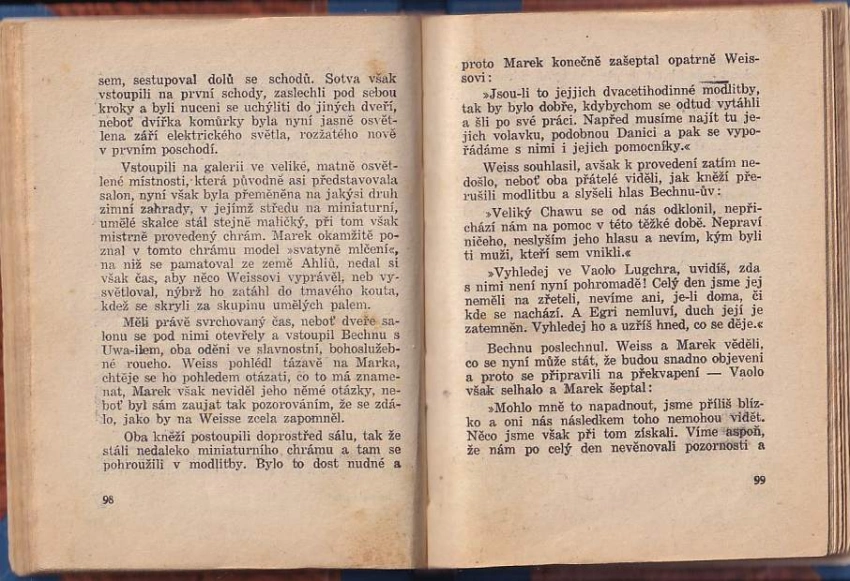 sem, sestupoval dolů se schodů. Sotva však
vstoupili na první schody, zaslechli pod sebou
kroky a byli nuceni se uchýliti do jiných dveří,
neboť dvířka komůrky byla nyní jasně osvět-
lena září elektrického světla, rozžatého nově
v prvním poschodí.
Vstoupili na galerii ve veliké, matně osvět-
lené místnosti, která původně asi představovala
salon, nyní však byla přeměněna na jakýsi druh
zimní zahrady, v jejímž středu na miniaturní,
umělé skalce stál stejně maličký, při tom však
mistrně provedený chrám. Marek okamžitě po-
znal v tomto chrámu model »svatyně mlčení«,
na niž se pamatoval ze země Ahliů, nedal si
však čas, aby něco Weissovi vyprávěl, neb vy-
světloval, nýbrž ho zatáhl do tmavého kouta,
kdež se skryli za skupinu umělých palem.
Měli právě svrchovaný čas, neboť dveře sa-
lonu se pod nimi otevřely a vstoupil Bechnu s
Uwa-ilem, oba oděni ve slavnostní, bohoslužeb-
né roucho. Weiss pohlédl tázavě na Marka,
chtěje se ho pohledem otázati, co to má zname-
nat, Marek však neviděl jeho němé otázky, ne-
boť byl sám zaujat tak pozorováním, že se zdá-
lo, jako by na Weisse zcela zapomněl.
Oba kněží postoupili doprostřed sálu, tak že
stáli nedaleko miniaturního chrámu a tam se
pohroužili v modlitby. Bylo to dost nudné a
98
proto Marek konečně zašeptal opatrně Weis-
sovi:
»Jsou-li to jejich dvacetihodinné modlitby,
tak by bylo dobře, kdybychom se odtud vytáhli
a šli po své práci. Napřed musíme najít tu je-
jich volavku, podobnou Danici a pak se vypo-
řádáme s nimi i jejich pomocníky.«
Weiss souhlasil, avšak k provedení zatím ne-
došlo, neboť oba přátelé viděli, jak kněží pře-
rušili modlitbu a slyšeli hlas Bechnu-ův:
»Veliký Chawu se od nás odklonil, nepři-
chází nám na pomoc v této těžké době. Nepraví
ničeho, neslyším jeho hlasu a nevím, kým byli
ti muži, kteří sem vnikli.«
»Vyhledej ve Vaolo Lugchra, uvidíš, zda
s nimi není nyní pohromadě! Celý den jsme jej
neměli na zřeteli, nevíme ani, je-li doma, či
kde se nachází. A Egri nemluví, duch její je
zatemněn. Vyhledej ho a uzříš hned, co se děje.«
Bechnu poslechnul. Weiss a Marek věděli,
co se nyní může stát, že budou snadno objeveni
a proto se připravili na překvapení — Vaolo
však selhalo a Marek šeptal:
»Mohlo mně to napadnout, jsme příliš blíz-
ko a oni nás následkem toho nemohou vidět.
Něco jsme však při tom získali. Víme aspoň,
že nám po celý den nevěnovali pozornosti a
99